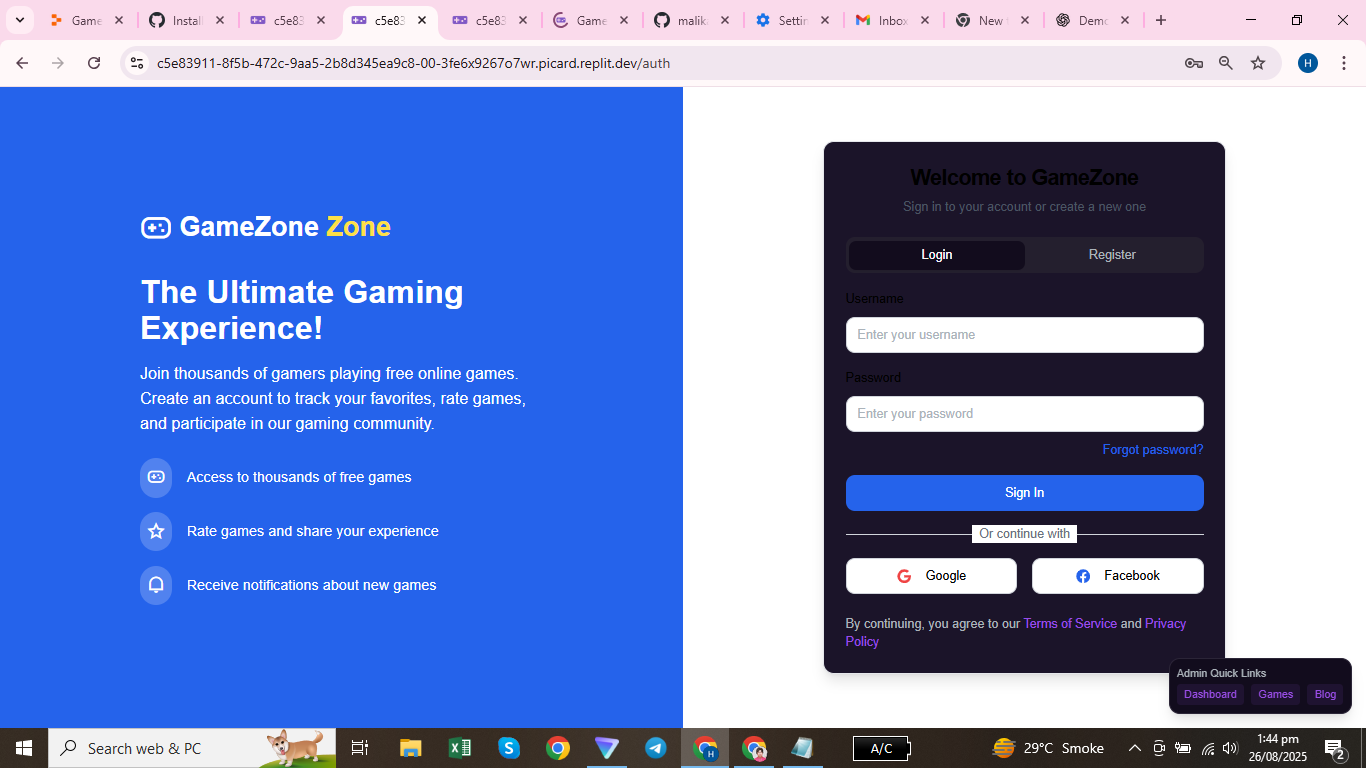 Game
Install
c5e83
c5e83
c5e83
Game
malik
Settin
Inbox
New
Demo
c5e83911-8f5b-472c-9aa5-2b8d345ea9c8-00-3fe6x9267o7wr.picard.replit.dev/auth
H
GameZone Zone
The Ultimate Gaming
Experience!
Join thousands of gamers playing free online games.
Create an account to track your favorites, rate games,
and participate in our gaming community.
Access to thousands of free games
Rate games and share your experience
Receive notifications about new games
Welcome to GameZone
Sign in to your account or create a new one
Login
Register
Username
Enter your username
Password
Enter your password
Forgot password?
Sign In
Or continue with
Google
Facebook
By continuing, you agree to our Terms of Service and Privacy
Policy
Admin Quick Links
Dashboard
Games
Blog
Search web & PC
A/C
29°C Smoke
1:44 pm
26/08/2025
2